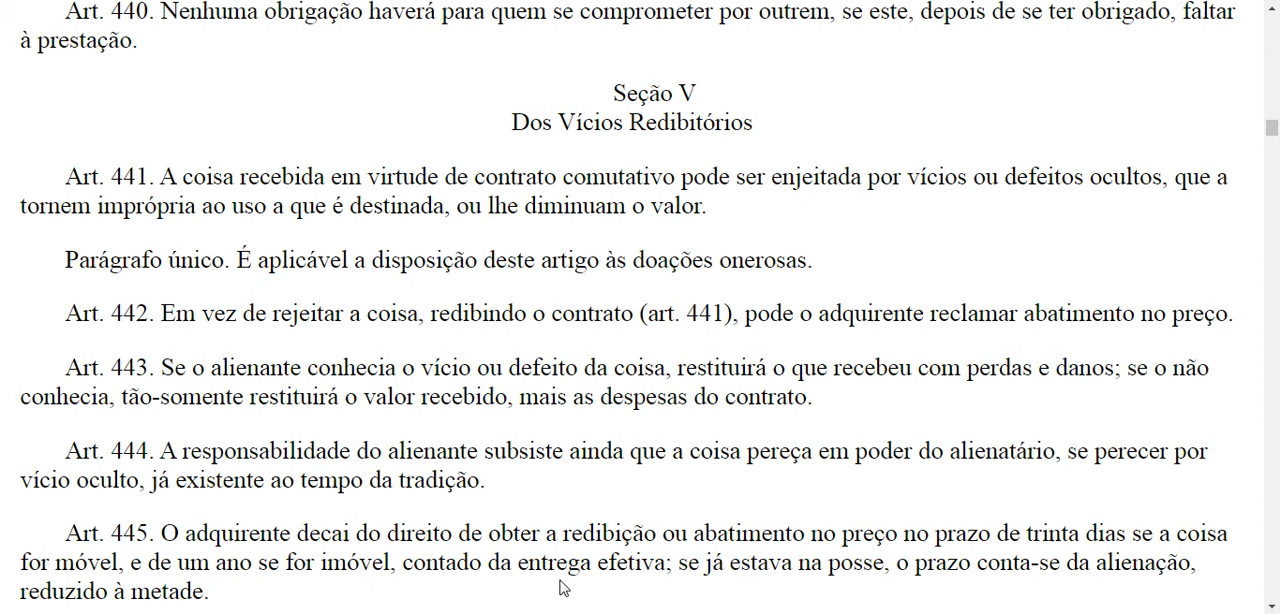 Art. 440. Nenhuma obrigação haverá para quem se comprometer por outrem, se este, depois de se ter obrigado, faltar
à prestação.
Seção V
Dos Vícios Redibitórios
Art. 441. A coisa recebida em virtude de contrato comutativo pode ser enjeitada por vícios ou defeitos ocultos, que a
tornem imprópria ao uso a que é destinada, ou lhe diminuam o valor.
Parágrafo único. É aplicável a disposição deste artigo às doações onerosas.
Art. 442. Em vez de rejeitar a coisa, redibindo o contrato (art. 441), pode o adquirente reclamar abatimento no preço.
Art. 443. Se o alienante conhecia o vício ou defeito da coisa, restituirá o que recebeu com perdas e danos; se o não
conhecia, tão-somente restituirá o valor recebido, mais as despesas do contrato.
Art. 444. A responsabilidade do alienante subsiste ainda que a coisa pereça em poder do alienatário, se perecer por
vício oculto, já existente ao tempo da tradição.
Art. 445. O adquirente decai do direito de obter a redibição ou abatimento no preço no prazo de trinta dias se a coisa
for móvel, e de um ano se for imóvel, contado da entrega efetiva; se já estava na posse, o prazo conta-se da alienação,
reduzido à metade.